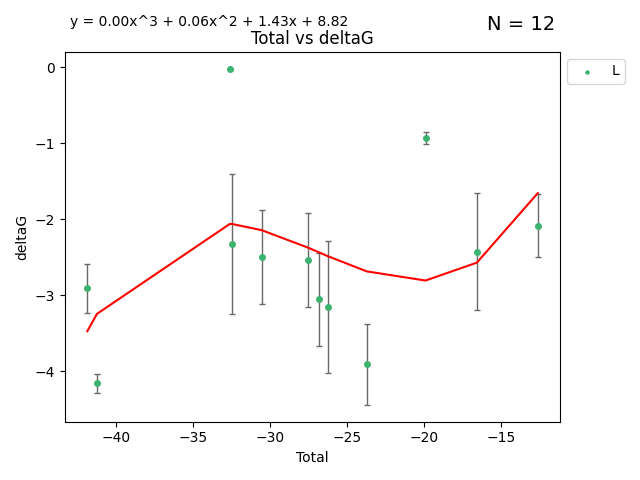 y = 0.00x^3 + 0.06x^2 + 1.43x + 8.82
N = 12
Total vs deltaG
L
0
−1
−2
−3
−4
deltaG
−40 −35 −30 −25 −20 −15
Total